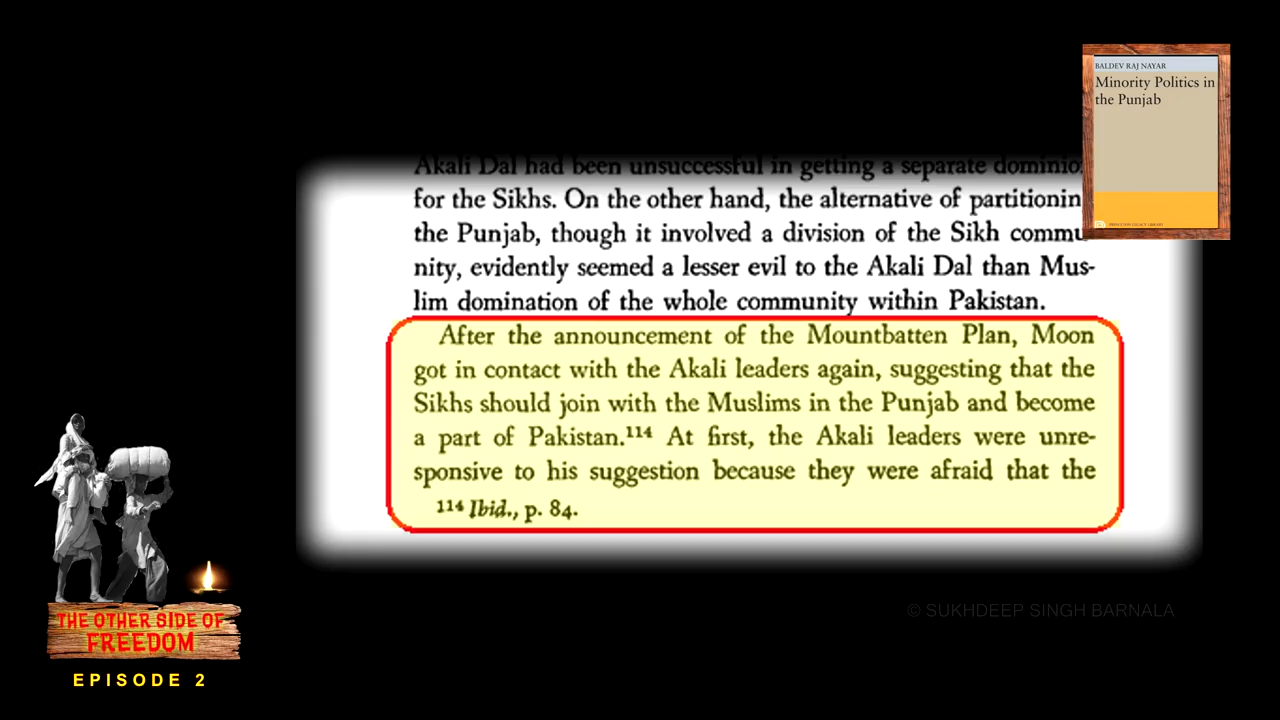 BALDEV RAJ NAYAR
Minority Politics in
the Punjab
PRINCETON LEGACY LIBRARY
Akali Dal had been unsuccessful in getting a separate dominio
for the Sikhs. On the other hand, the alternative of partitionin
the Punjab, though it involved a division of the Sikh commu-
nity, evidently seemed a lesser evil to the Akali Dal than Mus-
lim domination of the whole community within Pakistan.
After the announcement of the Mountbatten Plan, Moon
got in contact with the Akali leaders again, suggesting that the
Sikhs should join with the Muslims in the Punjab and become
a part of Pakistan.¹¹⁴ At first, the Akali leaders were unre-
sponsive to his suggestion because they were afraid that the
¹¹⁴ Ibid., p. 84.
© SUKHDEEP SINGH BARNALA
THE OTHER SIDE OF
FREEDOM
EPISODE 2